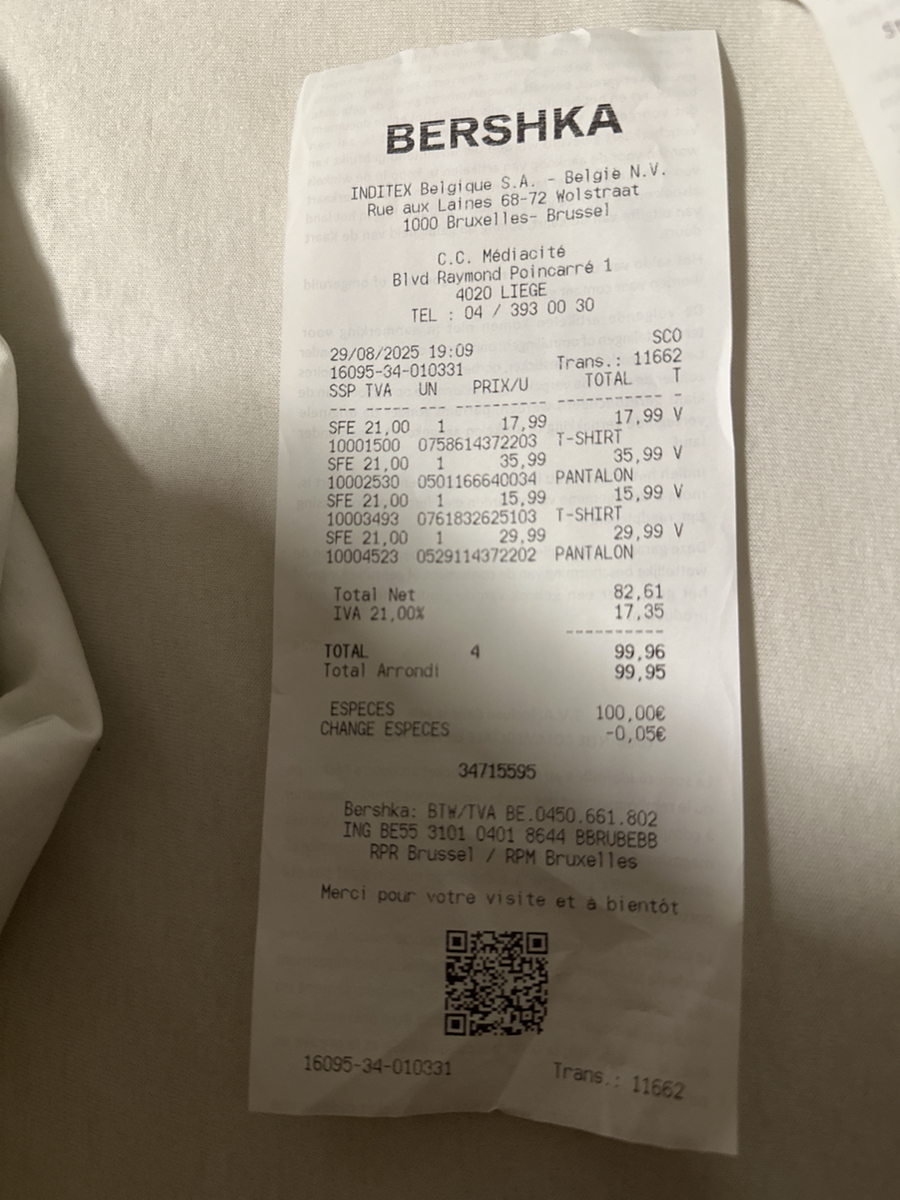 BERSHKA
INDITEX Belgique S.A. - België N.V.
Rue aux Laines 68-72 Wolstraat
1000 Bruxelles- Brussel
C.C. Médiacité
Blvd Raymond Poincarré 1
4020 LIEGE
TEL : 04 / 393 00 30
SCO
29/08/2025 19:09
16095-34-010331 Trans.: 11662
SSP TVA UN PRIX/U TOTAL T
--- ----- --- ---------- ----------- -
SFE 21,00 1 17,99 17,99 V
10001500 0758614372203 T-SHIRT
SFE 21,00 1 35,99 35,99 V
10002530 0501166640034 PANTALON
SFE 21,00 1 15,99 15,99 V
10003493 0761832625103 T-SHIRT
SFE 21,00 1 29,99 29,99 V
10004523 0529114372202 PANTALON
Total Net 82,61
IVA 21,00% 17,35
----------
TOTAL 4 99,96
Total Arrondi 99,95
ESPECES 100,00€
CHANGE ESPECES -0,05€
34715595
Bershka: BTW/TVA BE.0450.661.802
ING BE55 3101 0401 8644 BBRUBEBB
RPR Brussel / RPM Bruxelles
Merci pour votre visite et à bientôt
16095-34-010331 Trans.: 11662